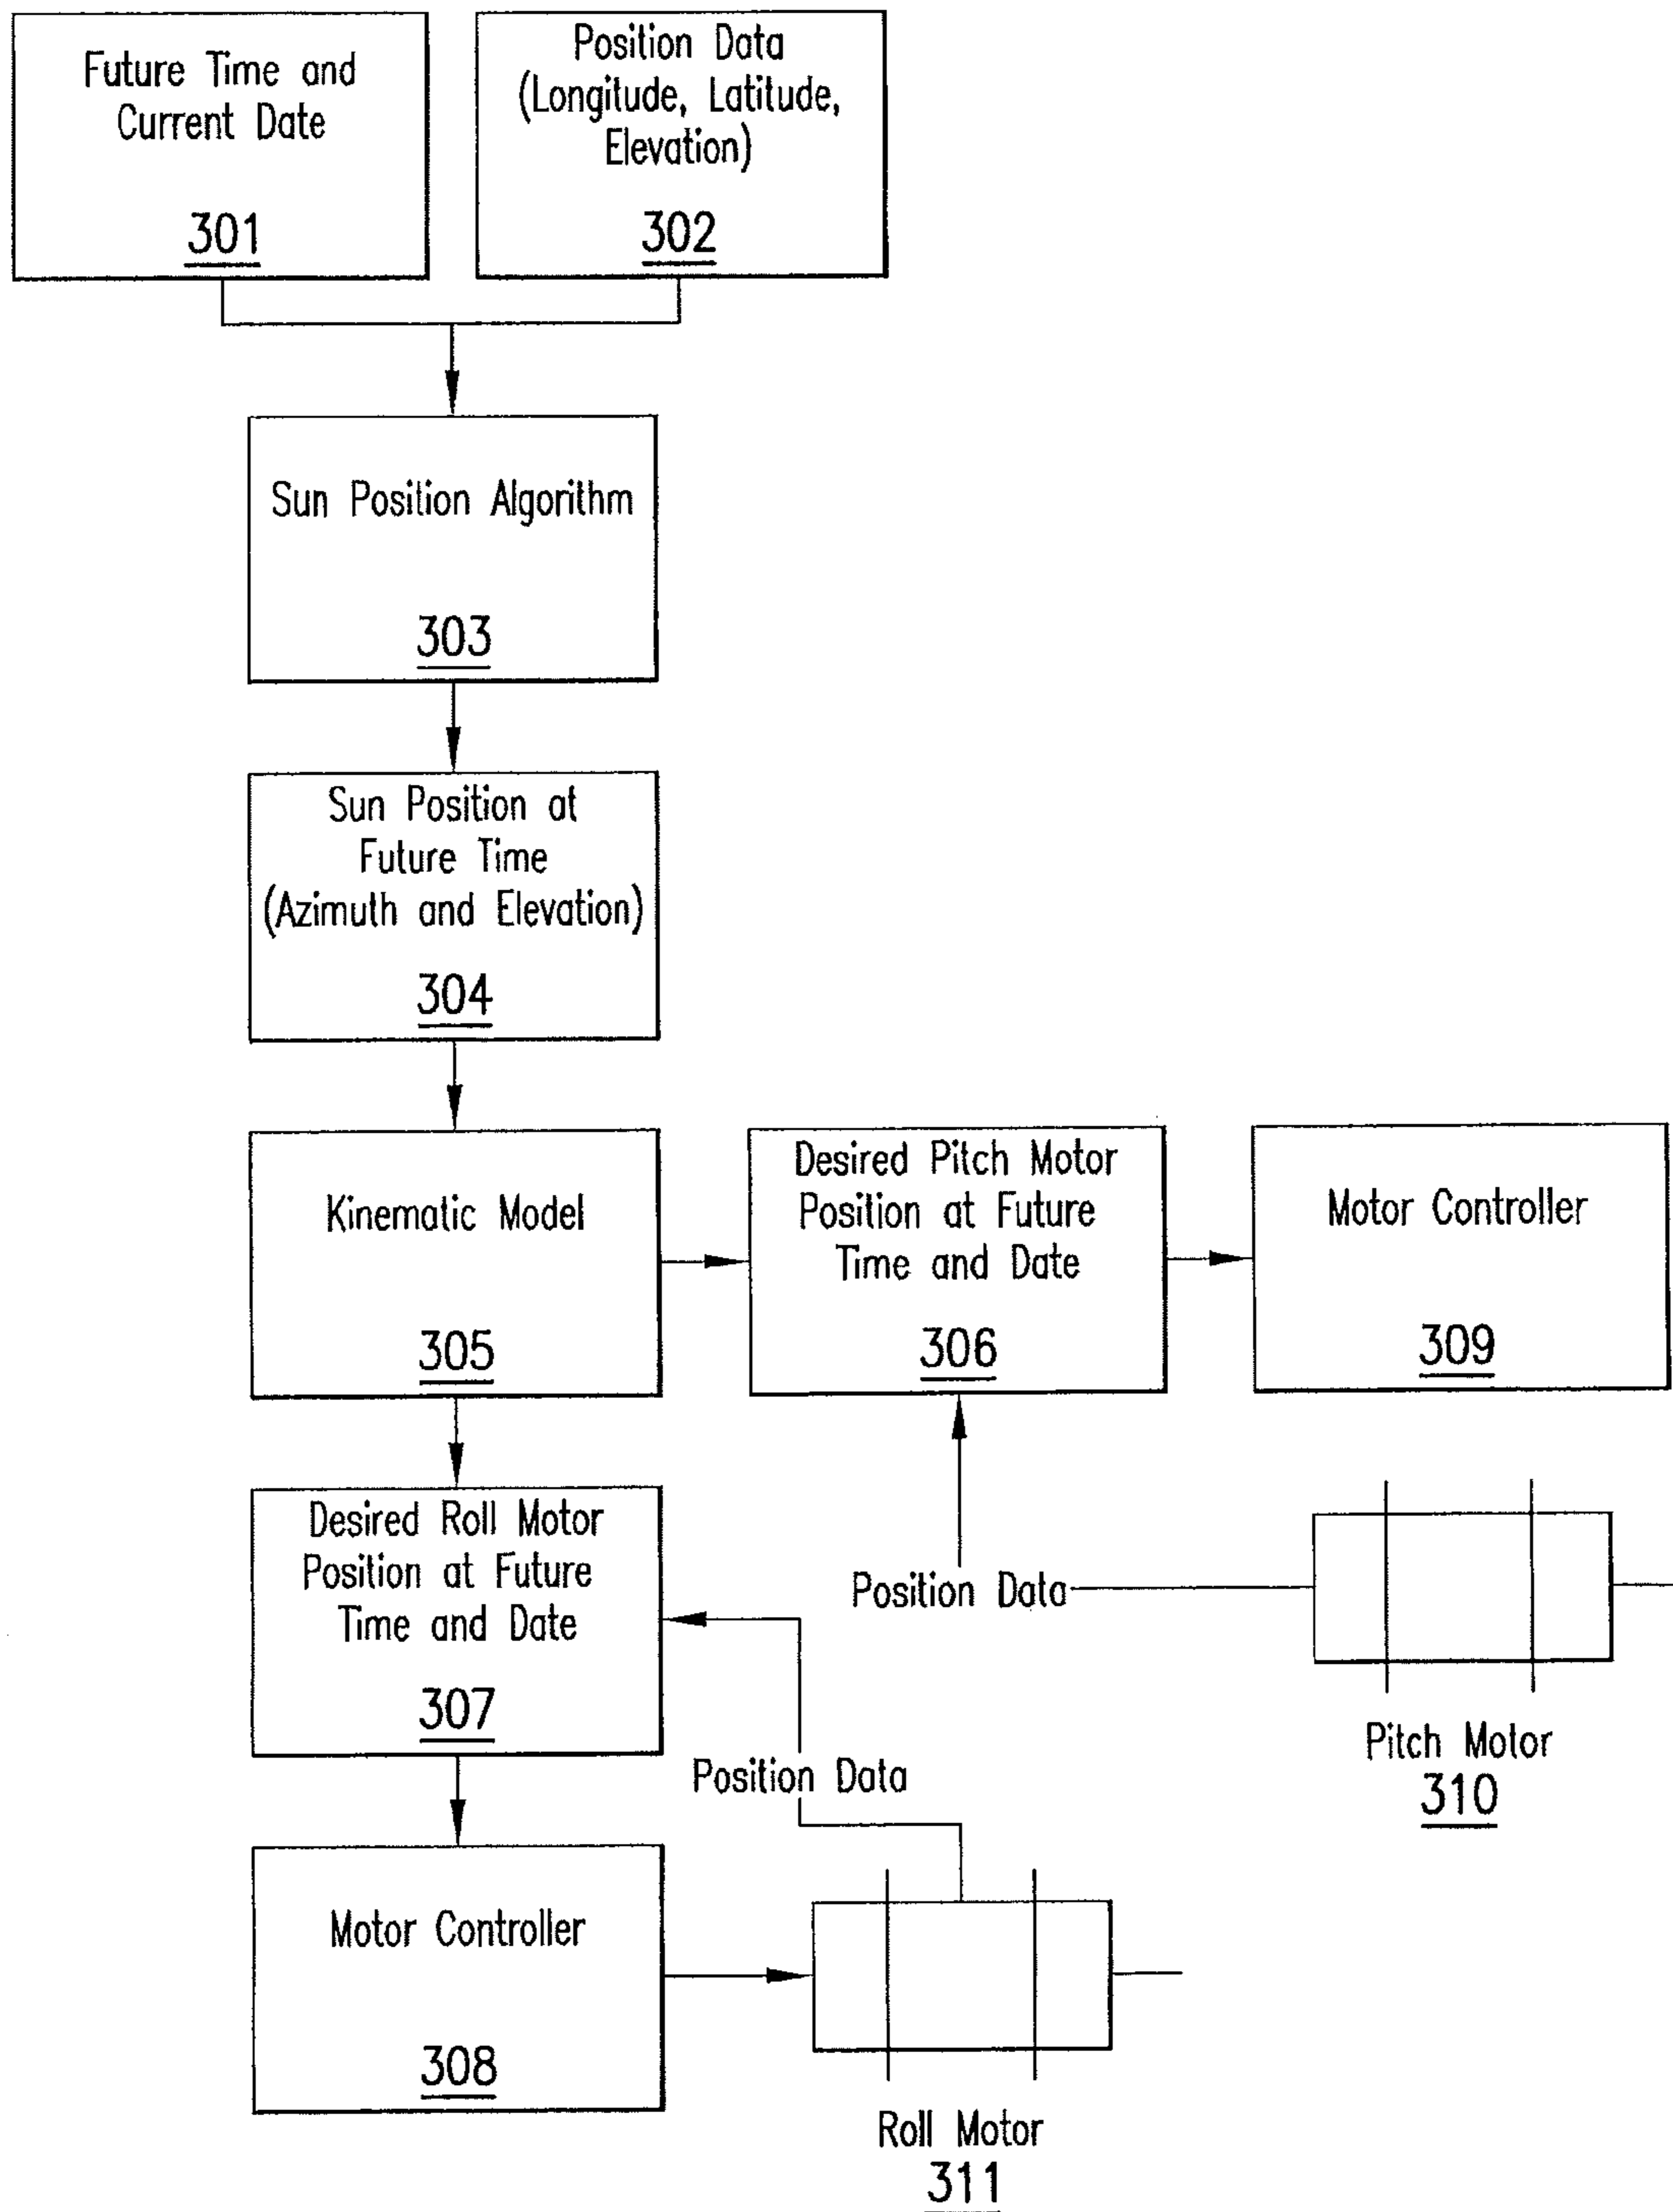 Future Time and
Current Date
301
Position Data
(Longitude, Latitude,
Elevation)
302
Sun Position Algorithm
303
Sun Position at
Future Time
(Azimuth and Elevation)
304
Kinematic Model
305
Desired Pitch Motor
Position at Future
Time and Date
306
Motor Controller
309
Desired Roll Motor
Position at Future
Time and Date
307
Position Data
Pitch Motor
310
Position Data
Motor Controller
308
Roll Motor
311